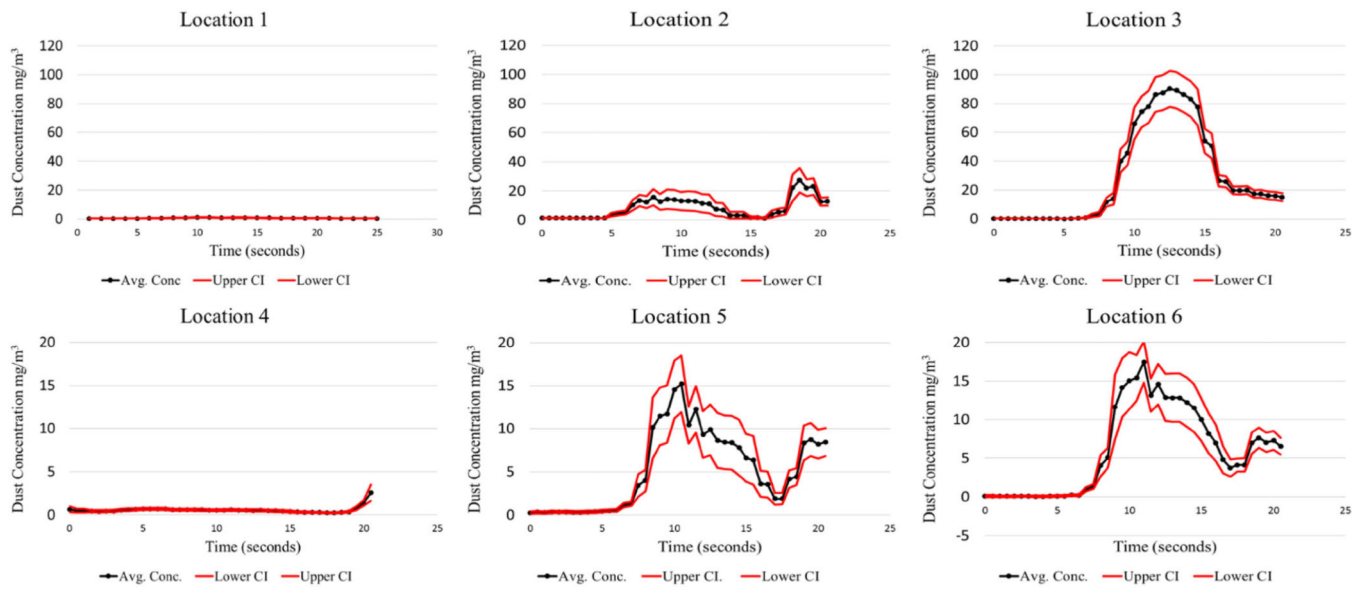 Location 1
Dust Concentration mg/m³
120
100
80
60
40
20
0
0 5 10 15 20 25 30
Time (seconds)
Avg. Conc Upper CI Lower CI
Location 2
Dust Concentration mg/m³
120
100
80
60
40
20
0
0 5 10 15 20 25
Time (seconds)
Avg. Conc. Upper CI Lower CI
Location 3
Dust Concentration mg/m³
120
100
80
60
40
20
0
0 5 10 15 20 25
Time (seconds)
Avg. Conc. Upper CI Lower CI
Location 4
Dust Concentration mg/m³
20
15
10
5
0
0 5 10 15 20 25
Time (seconds)
Avg. Conc. Lower CI Upper CI
Location 5
Dust Concentration mg/m³
20
15
10
5
0
0 5 10 15 20 25
Time (seconds)
Avg. Conc. Upper CI. Lower CI
Location 6
Dust Concentration mg/m³
20
15
10
5
0
-5
0 5 10 15 20 25
Time (seconds)
Avg. Conc. Upper CI Lower CI